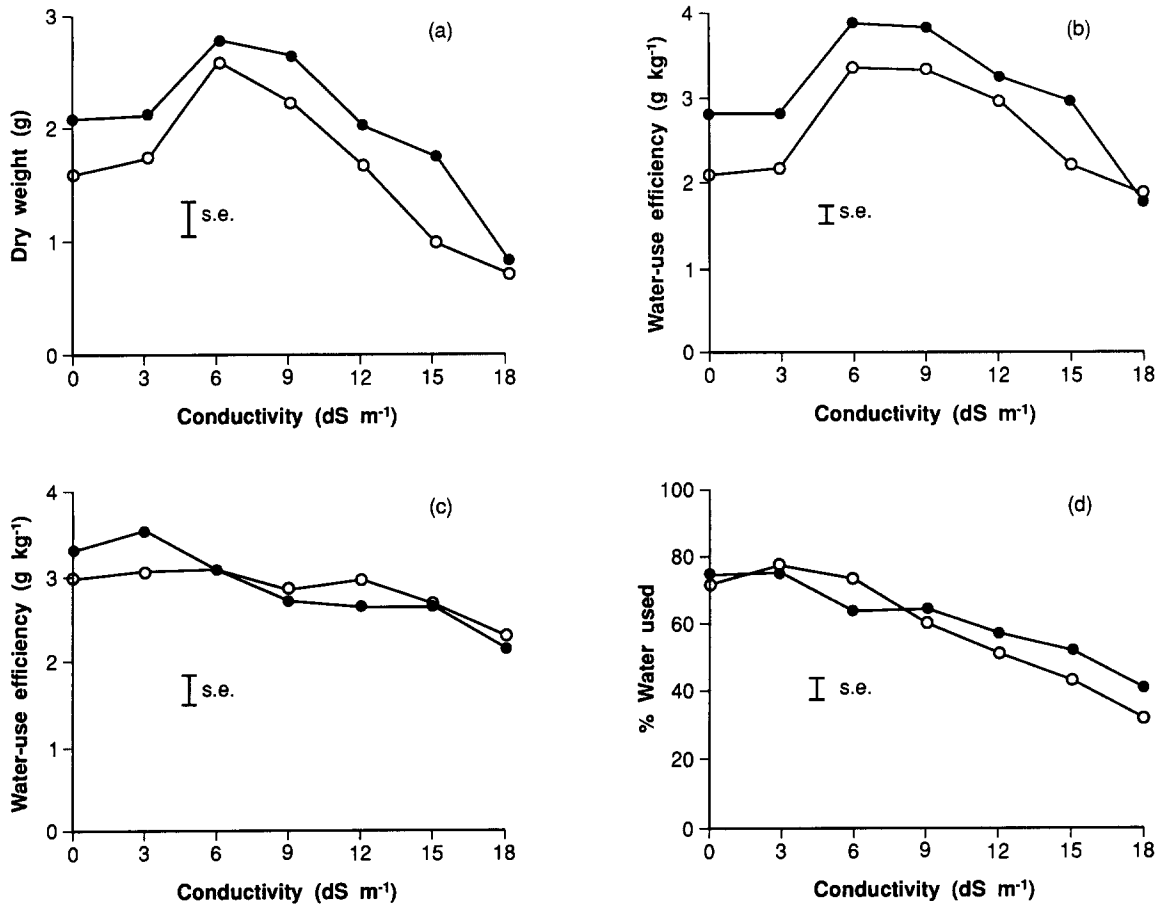 (a)
Dry weight (g)
3
2
1
0
s.e.
0 3 6 9 12 15 18
Conductivity (dS m⁻¹)
(b)
Water-use efficiency (g kg⁻¹)
4
3
2
1
0
s.e.
0 3 6 9 12 15 18
Conductivity (dS m⁻¹)
(c)
Water-use efficiency (g kg⁻¹)
4
3
2
1
0
s.e.
0 3 6 9 12 15 18
Conductivity (dS m⁻¹)
(d)
% Water used
100
80
60
40
20
0
s.e.
0 3 6 9 12 15 18
Conductivity (dS m⁻¹)